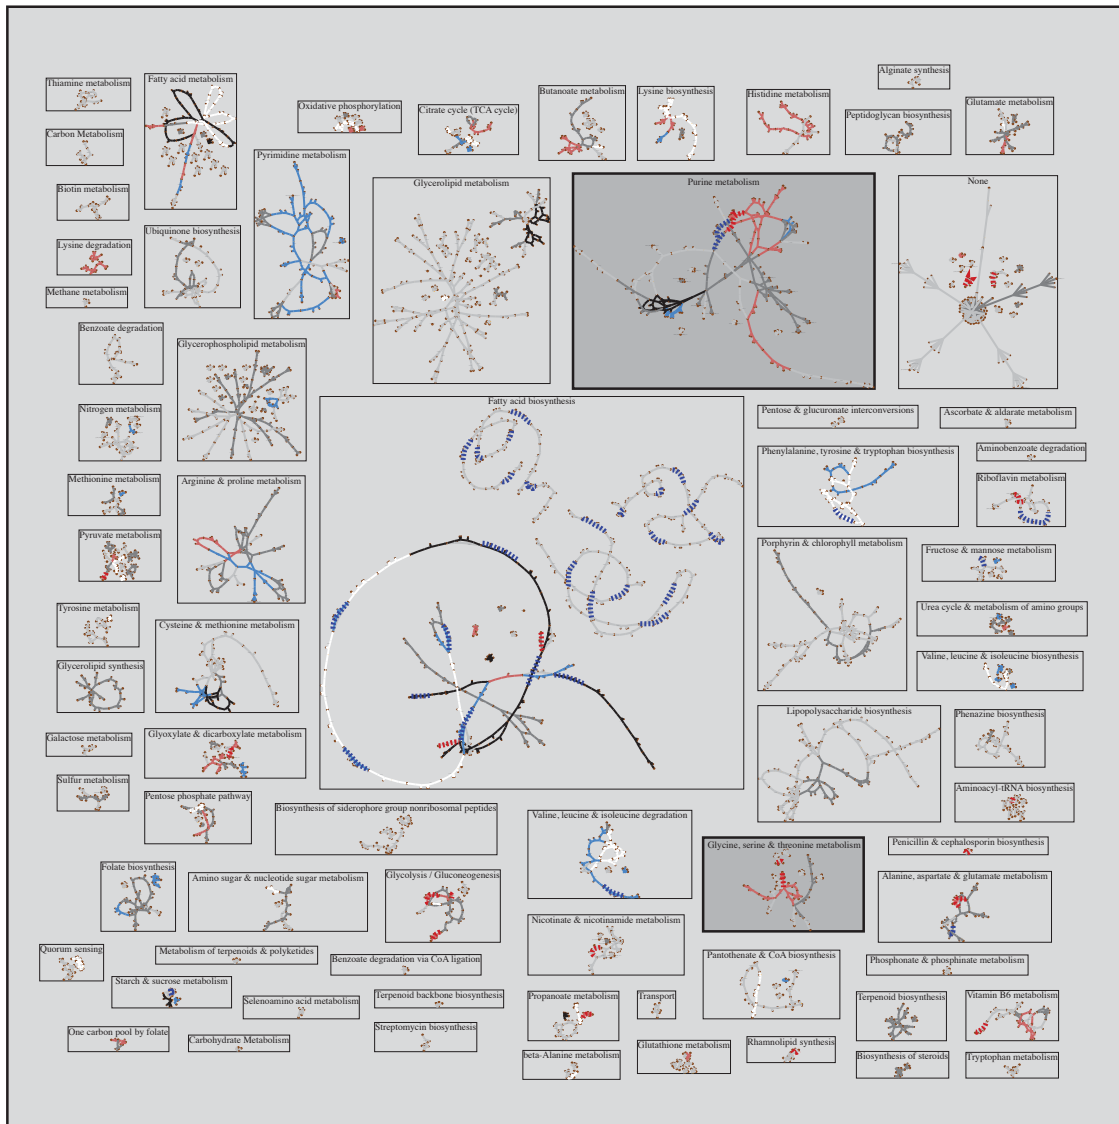 Alginate synthesis
Thiamine metabolism
Fatty acid metabolism
Oxidative phosphorylation
Citrate cycle (TCA cycle)
Butanoate metabolism
Lysine biosynthesis
Histidine metabolism
Peptidoglycan biosynthesis
Glutamate metabolism
Carbon Metabolism
Pyrimidine metabolism
Glycerolipid metabolism
Purine metabolism
None
Biotin metabolism
Ubiquinone biosynthesis
Lysine degradation
Methane metabolism
Benzoate degradation
Glycerophospholipid metabolism
Fatty acid biosynthesis
Nitrogen metabolism
Pentose & glucuronate interconversions
Ascorbate & aldarate metabolism
Phenylalanine, tyrosine & tryptophan biosynthesis
Aminobenzoate degradation
Methionine metabolism
Arginine & proline metabolism
Riboflavin metabolism
Pyruvate metabolism
Porphyrin & chlorophyll metabolism
Fructose & mannose metabolism
Tyrosine metabolism
Cysteine & methionine metabolism
Urea cycle & metabolism of amino groups
Glycerolipid synthesis
Valine, leucine & isoleucine biosynthesis
Galactose metabolism
Glyoxylate & dicarboxylate metabolism
Lipopolysaccharide biosynthesis
Phenazine biosynthesis
Sulfur metabolism
Pentose phosphate pathway
Biosynthesis of siderophore group nonribosomal peptides
Valine, leucine & isoleucine degradation
Aminoacyl-tRNA biosynthesis
Glycine, serine & threonine metabolism
Penicillin & cephalosporin biosynthesis
Folate biosynthesis
Amino sugar & nucleotide sugar metabolism
Glycolysis / Gluconeogenesis
Alanine, aspartate & glutamate metabolism
Nicotinate & nicotinamide metabolism
Quorum sensing
Metabolism of terpenoids & polyketides
Benzoate degradation via CoA ligation
Pantothenate & CoA biosynthesis
Phosphonate & phosphinate metabolism
Starch & sucrose metabolism
Selenoamino acid metabolism
Terpenoid backbone biosynthesis
Propanoate metabolism
Transport
Terpenoid biosynthesis
Vitamin B6 metabolism
One carbon pool by folate
Carbohydrate Metabolism
Streptomycin biosynthesis
beta-Alanine metabolism
Glutathione metabolism
Rhamnolipid synthesis
Biosynthesis of steroids
Tryptophan metabolism